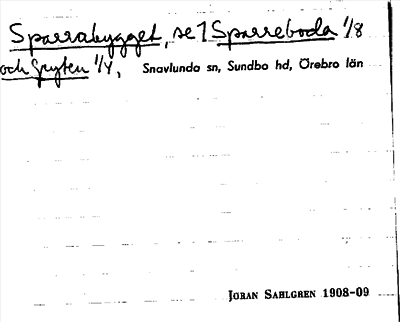 Sparrabygget, se 1 Sparreboda 1/8
och Gryten 1/4, Snavlunda sn, Sundbo hd, Örebro län
JÖRAN SAHLGREN 1908-09